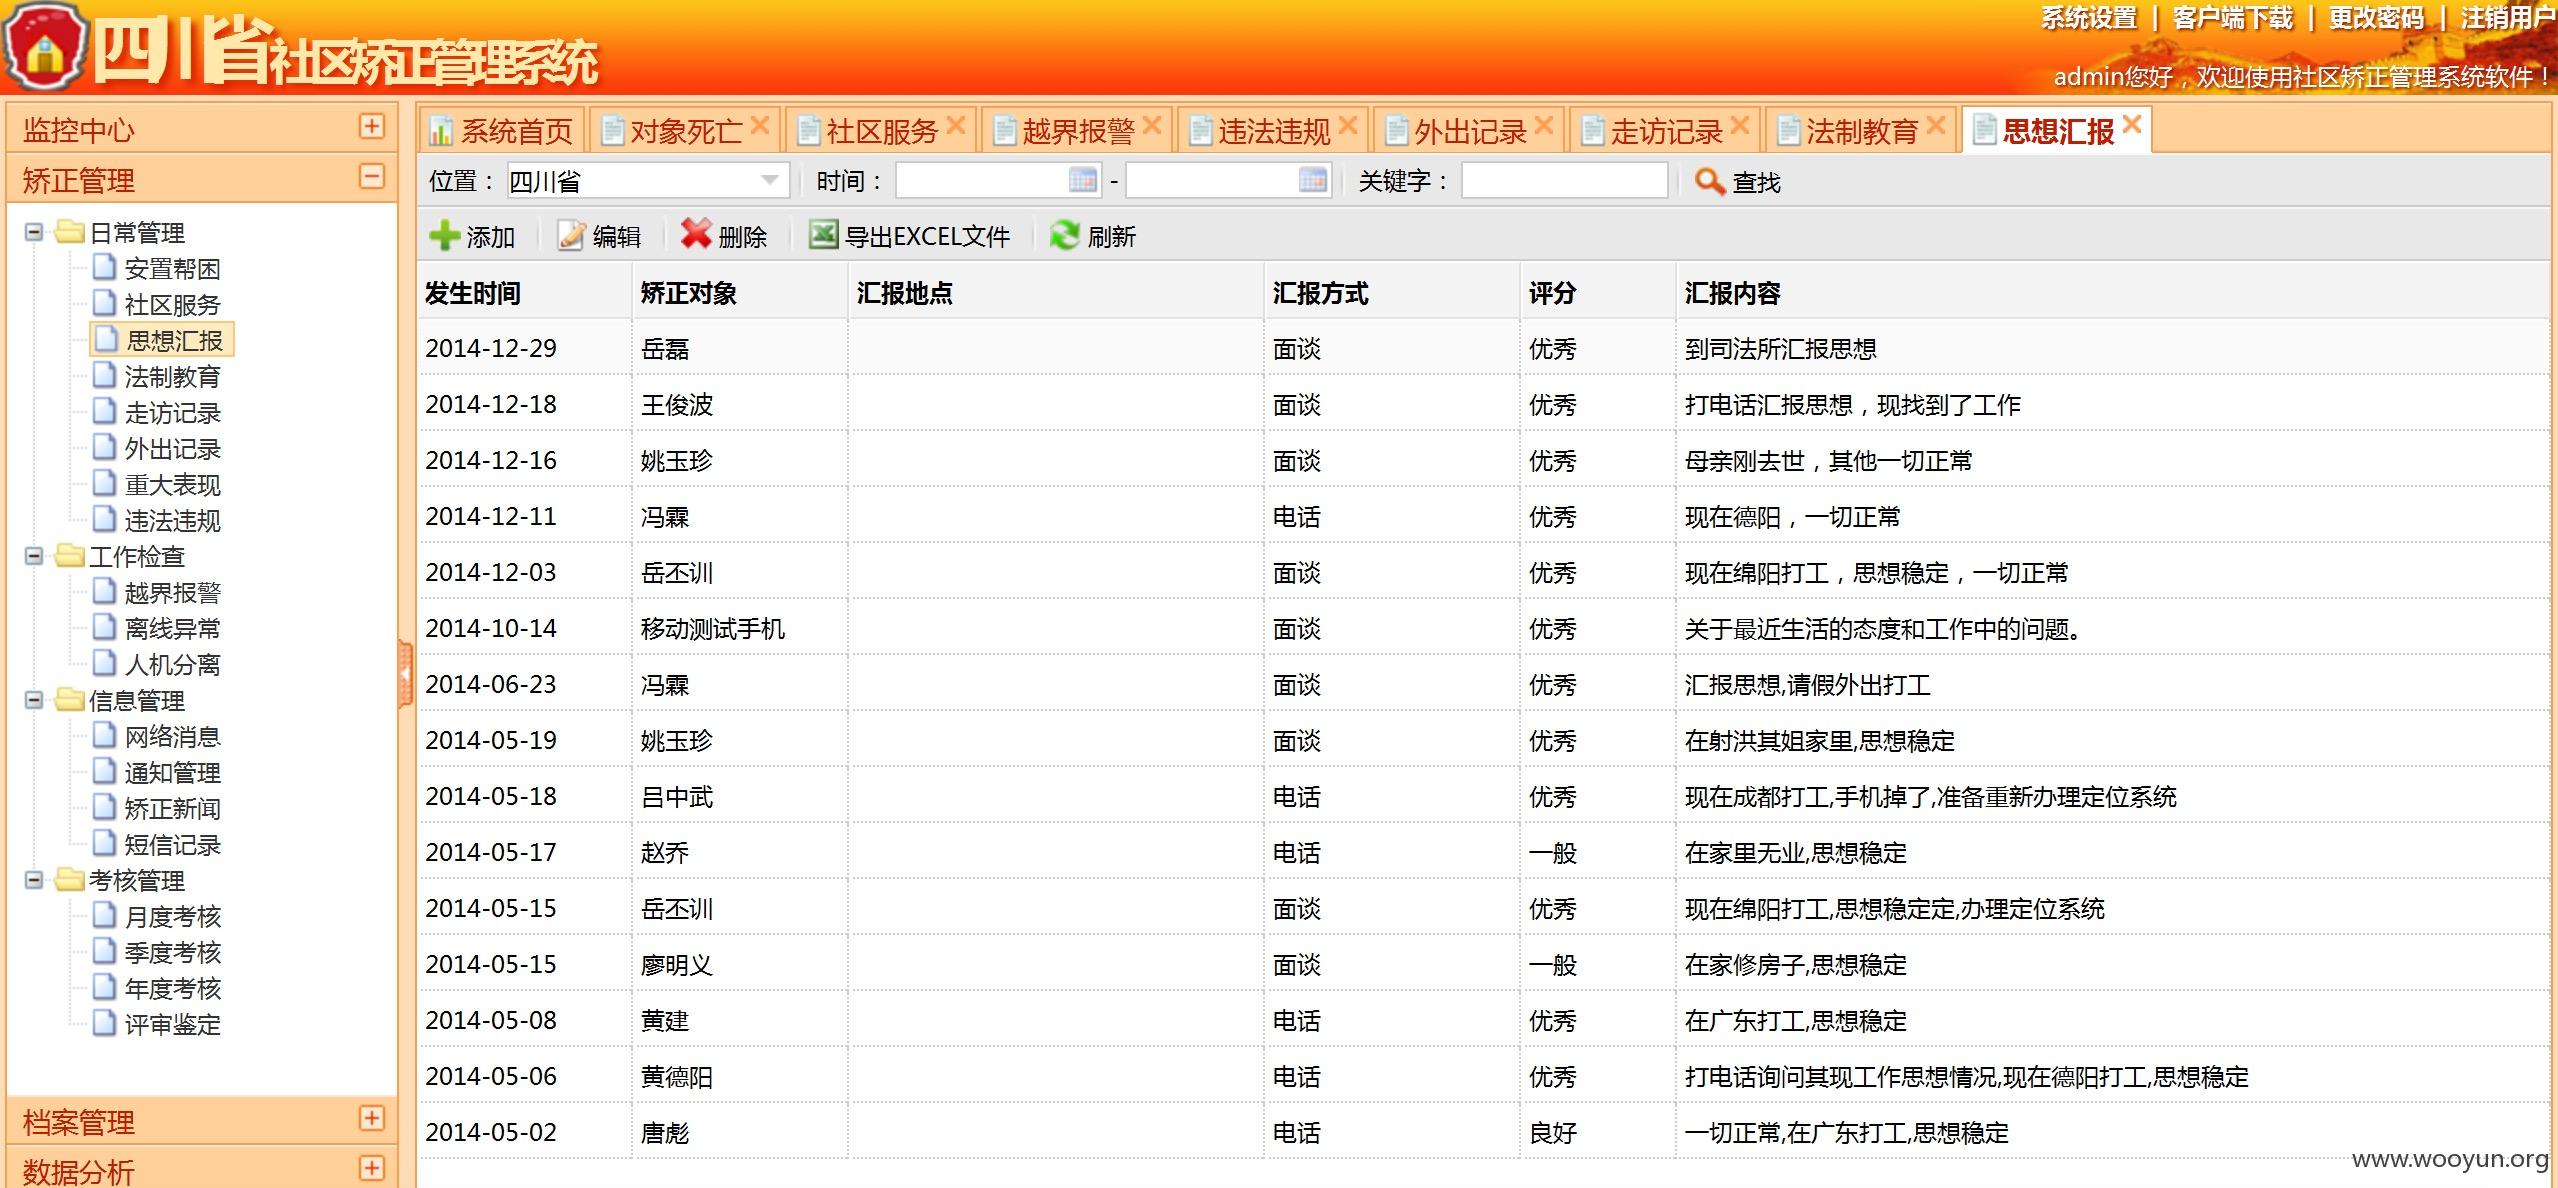 四川省社区矫正管理系统
系统设置 | 客户端下载 | 更改密码 | 注销用户
admin您好，欢迎使用社区矫正管理系统软件！
监控中心
矫正管理
日常管理
安置帮困
社区服务
思想汇报
法制教育
走访记录
外出记录
重大表现
违法违规
工作检查
越界报警
离线异常
人机分离
信息管理
网络消息
通知管理
矫正新闻
短信记录
考核管理
月度考核
季度考核
年度考核
评审鉴定
档案管理
数据分析
系统首页 对象死亡 社区服务 越界报警 违法违规 外出记录 走访记录 法制教育 思想汇报
位置： 四川省 时间： - 关键字： 查找
添加 编辑 删除 导出EXCEL文件 刷新
发生时间 矫正对象 汇报地点 汇报方式 评分 汇报内容
2014-12-29 岳磊 面谈 优秀 到司法所汇报思想
2014-12-18 王俊波 面谈 优秀 打电话汇报思想，现找到了工作
2014-12-16 姚玉珍 面谈 优秀 母亲刚去世，其他一切正常
2014-12-11 冯霖 电话 优秀 现在德阳，一切正常
2014-12-03 岳丕训 面谈 优秀 现在绵阳打工，思想稳定，一切正常
2014-10-14 移动测试手机 面谈 优秀 关于最近生活的态度和工作中的问题。
2014-06-23 冯霖 面谈 优秀 汇报思想,请假外出打工
2014-05-19 姚玉珍 面谈 优秀 在射洪其姐家里,思想稳定
2014-05-18 吕中武 电话 优秀 现在成都打工,手机掉了,准备重新办理定位系统
2014-05-17 赵乔 电话 一般 在家里无业,思想稳定
2014-05-15 岳丕训 面谈 优秀 现在绵阳打工,思想稳定定,办理定位系统
2014-05-15 廖明义 面谈 一般 在家修房子,思想稳定
2014-05-08 黄建 电话 优秀 在广东打工,思想稳定
2014-05-06 黄德阳 电话 优秀 打电话询问其现工作思想情况,现在德阳打工,思想稳定
2014-05-02 唐彪 电话 良好 一切正常,在广东打工,思想稳定
www.wooyun.org